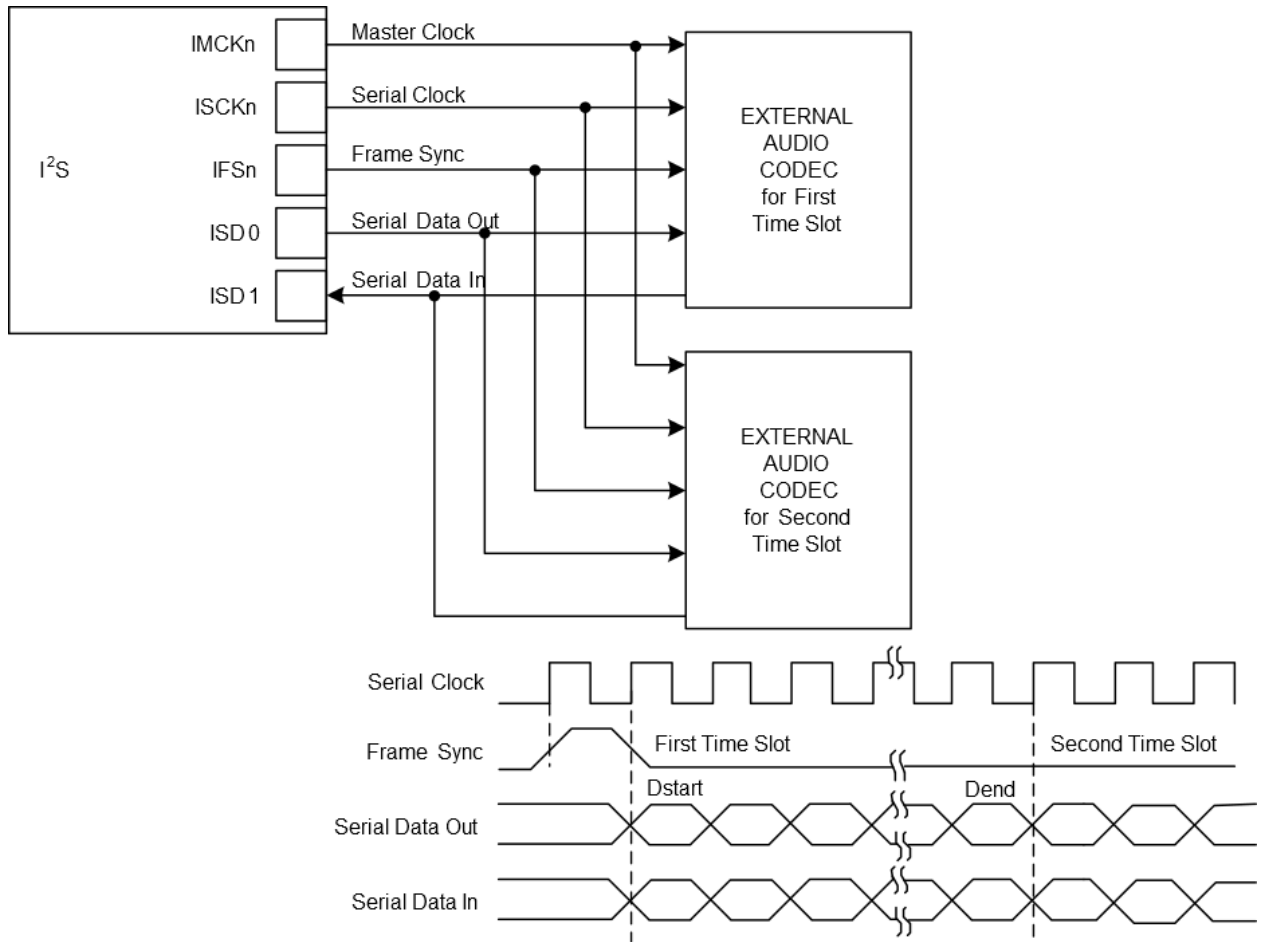 IMCKn
Master Clock
ISCKn
Serial Clock
I²S
IFSn
Frame Sync
ISD0
Serial Data Out
ISD1
Serial Data In
EXTERNAL
AUDIO
CODEC
for First
Time Slot
EXTERNAL
AUDIO
CODEC
for Second
Time Slot
Serial Clock
Frame Sync
First Time Slot
Second Time Slot
Dstart
Dend
Serial Data Out
Serial Data In